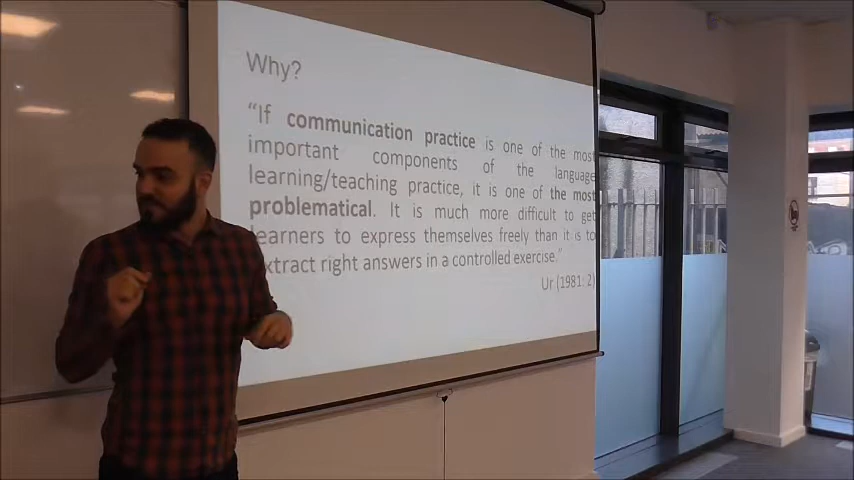 Why?
“If communication practice is one of the most
important components of the language
learning/teaching practice, it is one of the most
problematical. It is much more difficult to get
learners to express themselves freely than it is to
extract right answers in a controlled exercise.”
Ur (1981: 2)